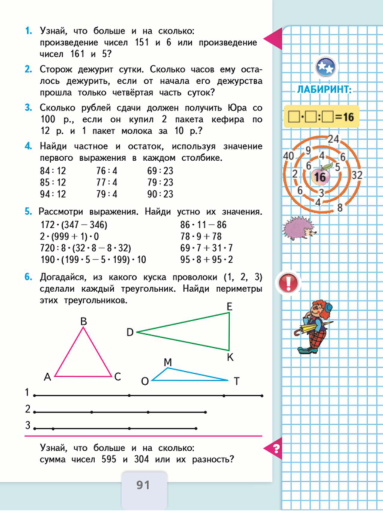 1. Узнай, что больше и на сколько:
произведение чисел 151 и 6 или произведение
чисел 161 и 5?
2. Сторож дежурит сутки. Сколько часов ему оста-
лось дежурить, если от начала его дежурства
прошла только четвёртая часть суток?
3. Сколько рублей сдачи должен получить Юра со
100 р., если он купил 2 пакета кефира по
12 р. и 1 пакет молока за 10 р.?
4. Найди частное и остаток, используя значение
первого выражения в каждом столбике.
84 : 12 76 : 4 69 : 23
85 : 12 77 : 4 79 : 23
94 : 12 79 : 4 90 : 23
5. Рассмотри выражения. Найди устно их значения.
172 · (347 − 346) 86 · 11 − 86
2 · (999 + 1) · 0 78 · 9 + 78
720 : 8 · (32 · 8 − 8 · 32) 69 · 7 + 31 · 7
190 · (199 · 5 − 5 · 199) · 10 95 · 8 + 95 · 2
6. Догадайся, из какого куска проволоки (1, 2, 3)
сделали каждый треугольник. Найди периметры
этих треугольников.
B
A C
E
D
K
M
O T
1
2
3
Узнай, что больше и на сколько:
сумма чисел 595 и 304 или их разность?
91
ЛАБИРИНТ:
□ · □ : □ = 16
24
40 9 4 6
2 6 5
16
6 3 32
4
4 8
!
?